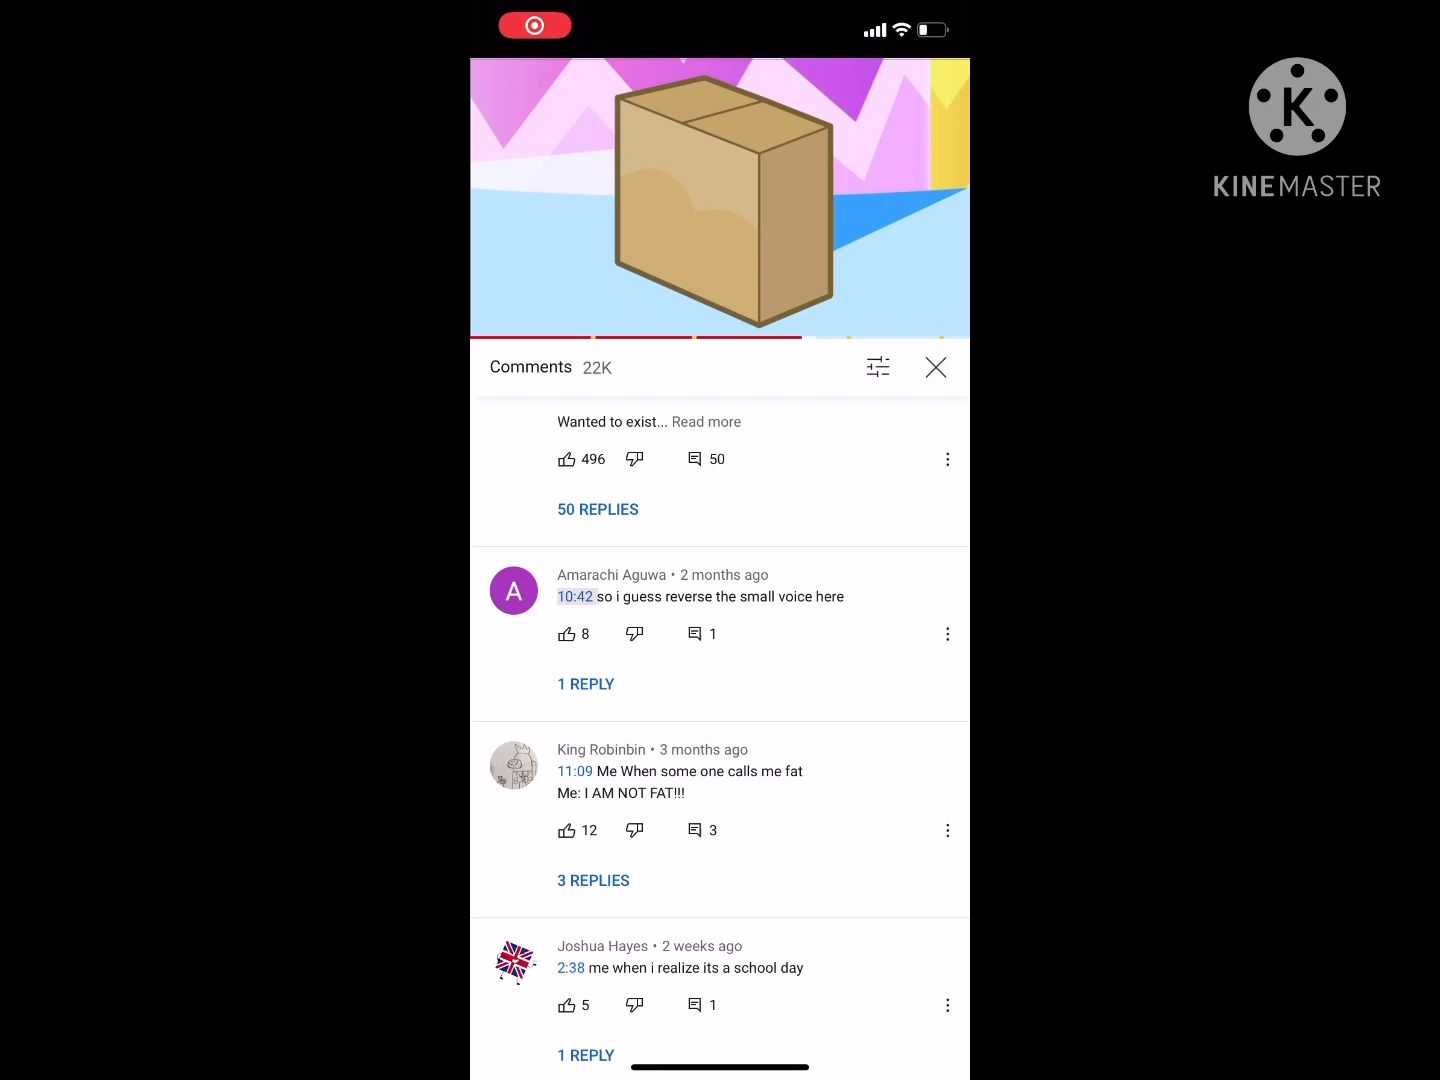 KINEMASTER
Comments 22K
Wanted to exist... Read more
496 50
50 REPLIES
A
Amarachi Aguwa • 2 months ago
10:42 so i guess reverse the small voice here
8 1
1 REPLY
King Robinbin • 3 months ago
11:09 Me When some one calls me fat
Me: I AM NOT FAT!!!
12 3
3 REPLIES
Joshua Hayes • 2 weeks ago
2:38 me when i realize its a school day
5 1
1 REPLY